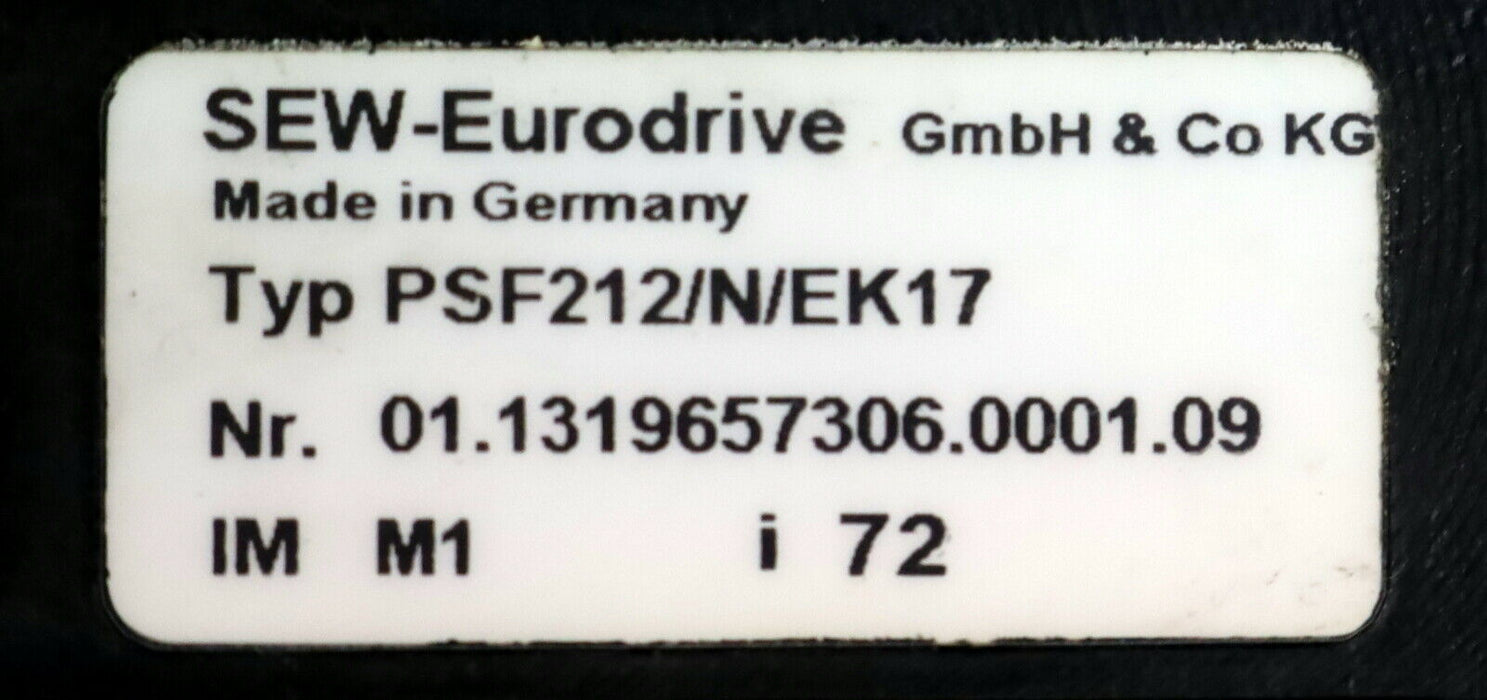 SEW-Eurodrive GmbH & Co KG
Made in Germany
Typ PSF212/N/EK17
Nr. 01.1319657306.0001.09
IM M1 i 72